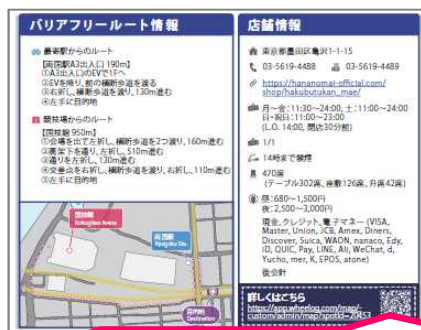 バリアフリールート情報
最寄駅からのルート
【両国駅A3出入口 190m】
①A3出入口のEVで1Fへ
②EVを降り、前の横断歩道を渡る
③右折し、横断歩道を渡り、130m進む
④左手に目的地
競技場からのルート
【国技館 950m】
①会場を出て左折し、横断歩道を2つ渡り、160m進む
②高架下を通り、左折し、510m進む
③通りを左折し、130m進む
④交差点を右折し、横断歩道を渡り、右折し、110m進む
⑤左手に目的地
国技館
Kokugikan Arena
両国駅
Ryogoku Sta.
目的地
Destination
店舗情報
東京都墨田区亀沢1-1-15
03-5619-4488 03-5619-4489
https://hananomai-official.com/
shop/hakubutukan_mae/
月～金:11:30～24:00、土:11:00～24:00
日・祝日:11:00～23:00
(L.O. 14:00, 閉店30分前)
1/1
14時まで禁煙
470席
(テーブル302席、座敷126席、升席42席)
昼:680～1,500円
夜:2,500～3,000円
現金、クレジット、電子マネー(VISA,
Master, Union, JCB, Amex, Diners,
Discover, Suica, WAON, nanaco, Edy,
iD, QUIC, Pay, LINE, Ali, WeChat, d,
Yucho, mer, K, EPOS, atone)
後会計
詳しくはこちら
https://app.wheelog.com/map/
custom/admin/map?spotid=20453